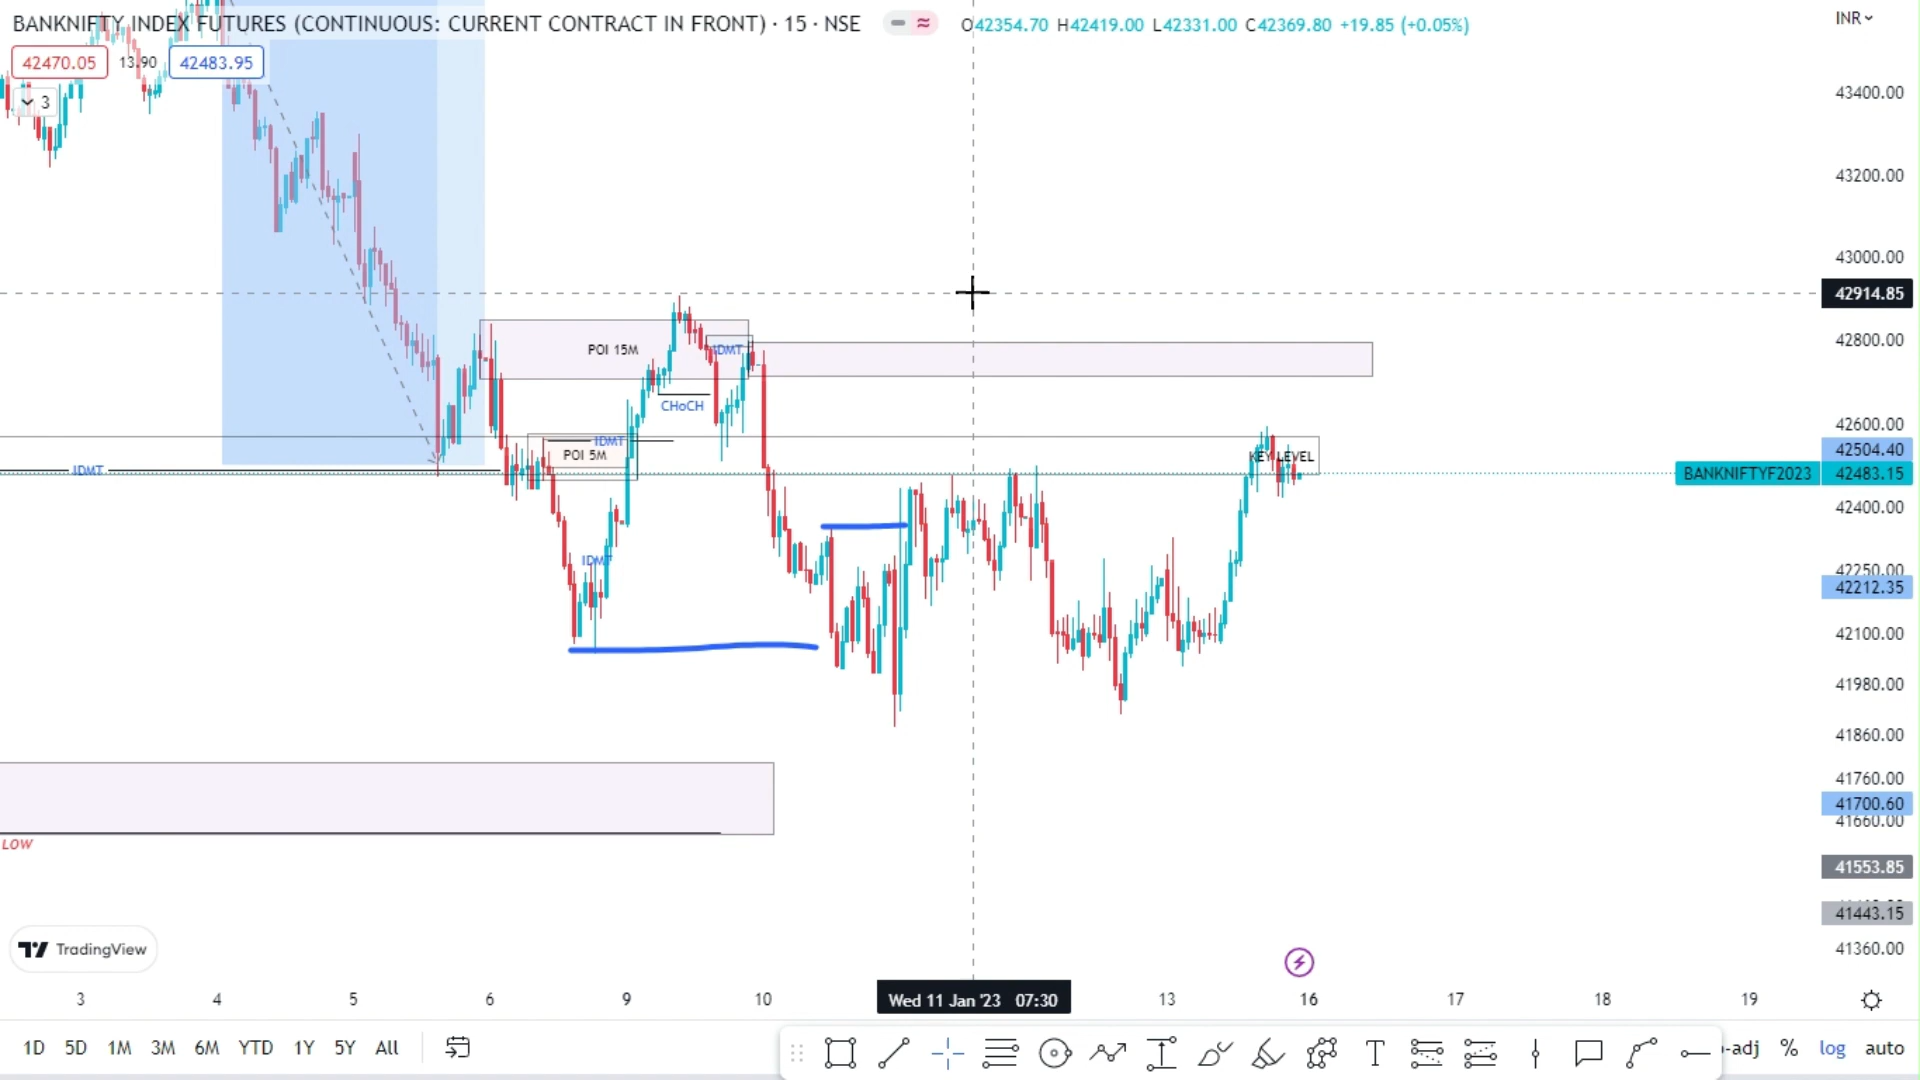 BANKNIFTY INDEX FUTURES (CONTINUOUS: CURRENT CONTRACT IN FRONT) · 15 · NSE
O42354.70 H42419.00 L42331.00 C42369.80 +19.85 (+0.05%)
INR
42470.05 13.90 42483.95
3
43400.00
43200.00
43000.00
42914.85
42800.00
POI 15M
IDMT
CHoCH
42600.00
IDMT
POI 5M
KEY LEVEL
42504.40
IDMT
BANKNIFTYF2023 42483.15
42400.00
IDMT
42250.00
42212.35
42100.00
41980.00
41860.00
41760.00
41700.60
41660.00
LOW
41553.85
41443.15
41360.00
TradingView
3 4 5 6 9 10 Wed 11 Jan '23 07:30 13 16 17 18 19
1D 5D 1M 3M 6M YTD 1Y 5Y All
-adj % log auto